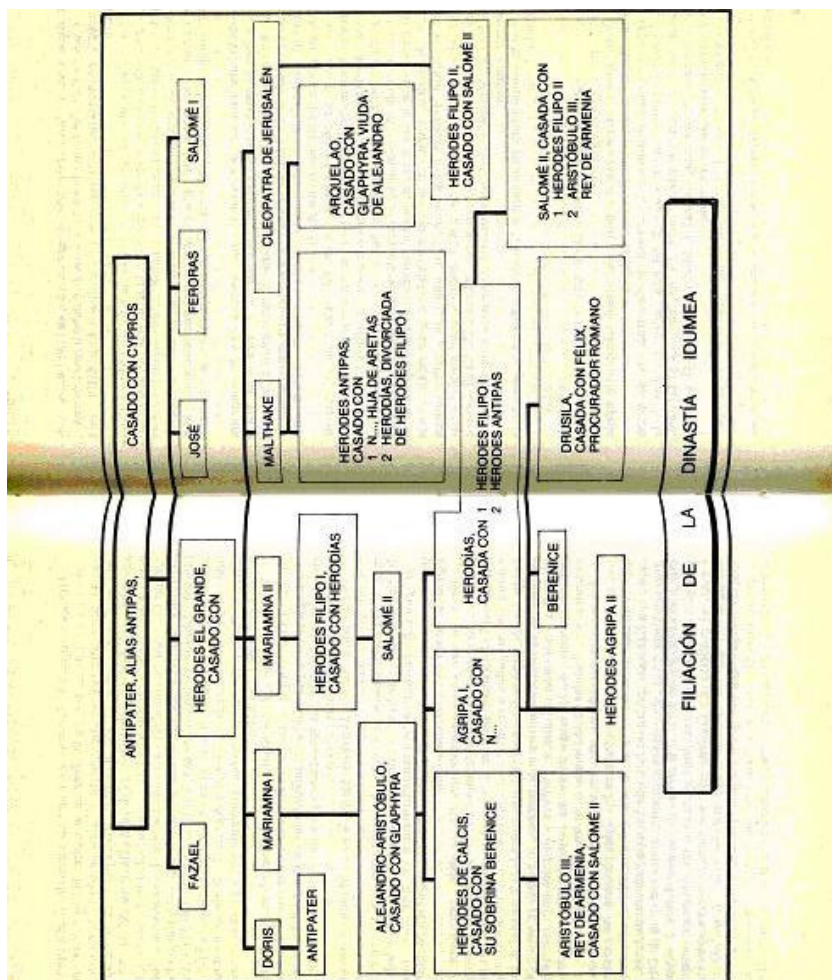 ANTIPATER, ALIAS ANTIPAS,
CASADO CON CYPROS
FAZAEL
HERODES EL GRANDE,
CASADO CON
JOSÉ
FERORAS
SALOMÉ I
DORIS
MARIAMNA I
MARIAMNA II
MALTHAKE
CLEOPATRA DE JERUSALÉN
ANTIPATER
ALEJANDRO-ARISTÓBULO,
CASADO CON GLAPHYRA
HERODES FILIPO I,
CASADO CON HERODÍAS
SALOMÉ II
HERODES ANTIPAS,
CASADO CON
1 N..., HIJA DE ARETAS
2 HERODÍAS, DIVORCIADA
DE HERODES FILIPO I
ARQUELAO,
CASADO CON
GLAPHYRA, VIUDA
DE ALEJANDRO
HERODES DE CALCIS,
CASADO CON
SU SOBRINA BERENICE
AGRIPA I,
CASADO CON
N...
HERODÍAS,
CASADA CON 1 HERODES FILIPO I
2 HERODES ANTIPAS
HERODES FILIPO II,
CASADO CON SALOMÉ II
ARISTÓBULO III,
REY DE ARMENIA,
CASADO CON SALOMÉ II
HERODES AGRIPA II
BERENICE
DRUSILA,
CASADA CON FÉLIX,
PROCURADOR ROMANO
SALOMÉ II, CASADA CON
1 HERODES FILIPO II
2 ARISTÓBULO III,
REY DE ARMENIA
FILIACIÓN DE LA DINASTÍA IDUMEA